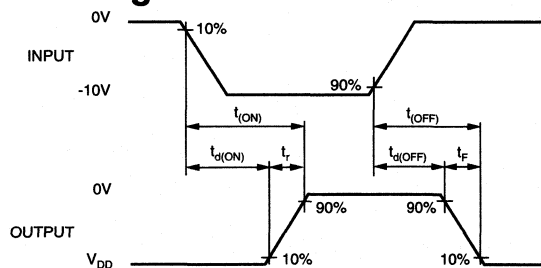 0V
10%
INPUT
-10V
90%
t(ON)
t(OFF)
td(ON)
tr
td(OFF)
tF
0V
90%
90%
OUTPUT
VDD
10%
10%